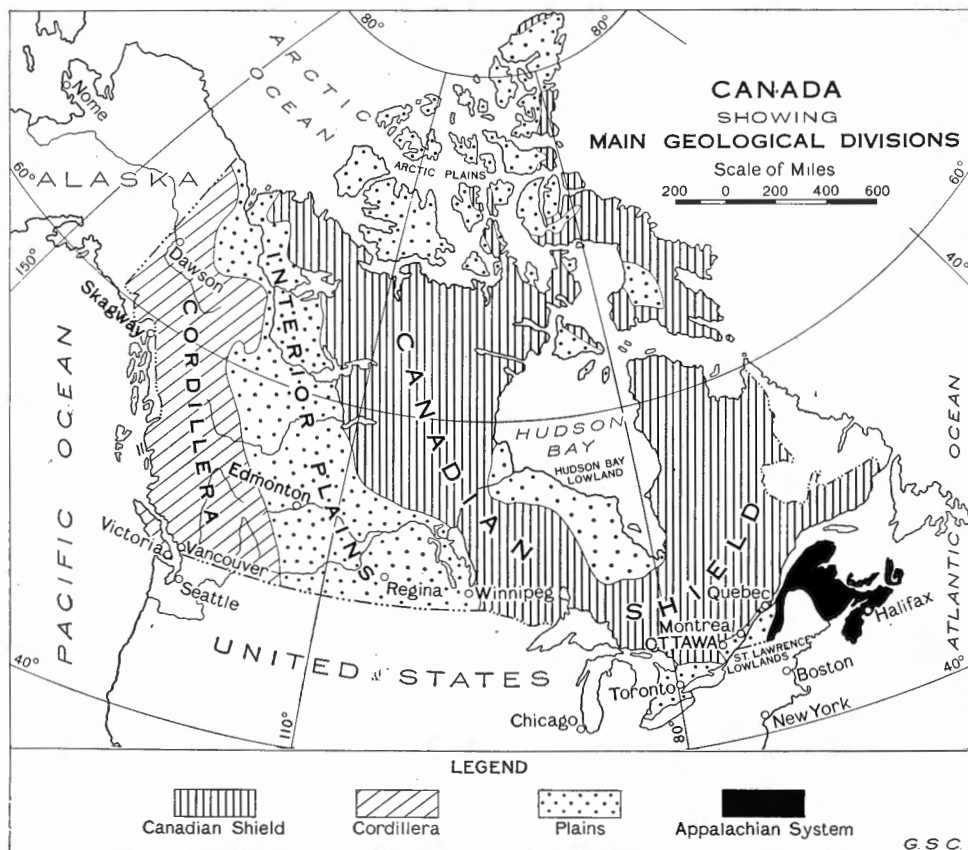 CANADA
SHOWING
MAIN GEOLOGICAL DIVISIONS
Scale of Miles
200 0 200 400 600
80°
80°
60°
40°
60°
150°
40°
110°
80°
40°
ARCTIC OCEAN
Nome
ALASKA
ARCTIC PLAINS
Dawson
Skagway
CORDILLERA
INTERIOR PLAINS
CANADIAN SHIELD
HUDSON
BAY
HUDSON BAY
LOWLAND
PACIFIC OCEAN
ATLANTIC OCEAN
Edmonton
Victoria
Vancouver
Seattle
Regina
Winnipeg
Quebec
Montreal
OTTAWA
ST. LAWRENCE
LOWLANDS
Halifax
Boston
Toronto
New York
Chicago
UNITED STATES
LEGEND
Canadian Shield
Cordillera
Plains
Appalachian System
G.S.C.